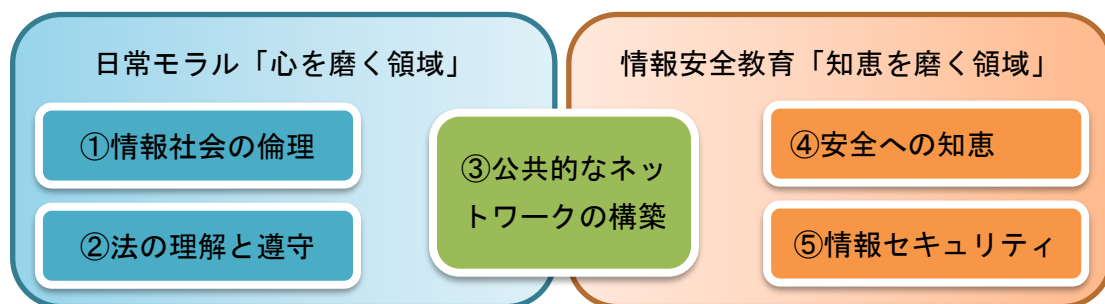 日常モラル「心を磨く領域」
①情報社会の倫理
②法の理解と遵守
③公共的なネッ
トワークの構築
情報安全教育「知恵を磨く領域」
④安全への知恵
⑤情報セキュリティ